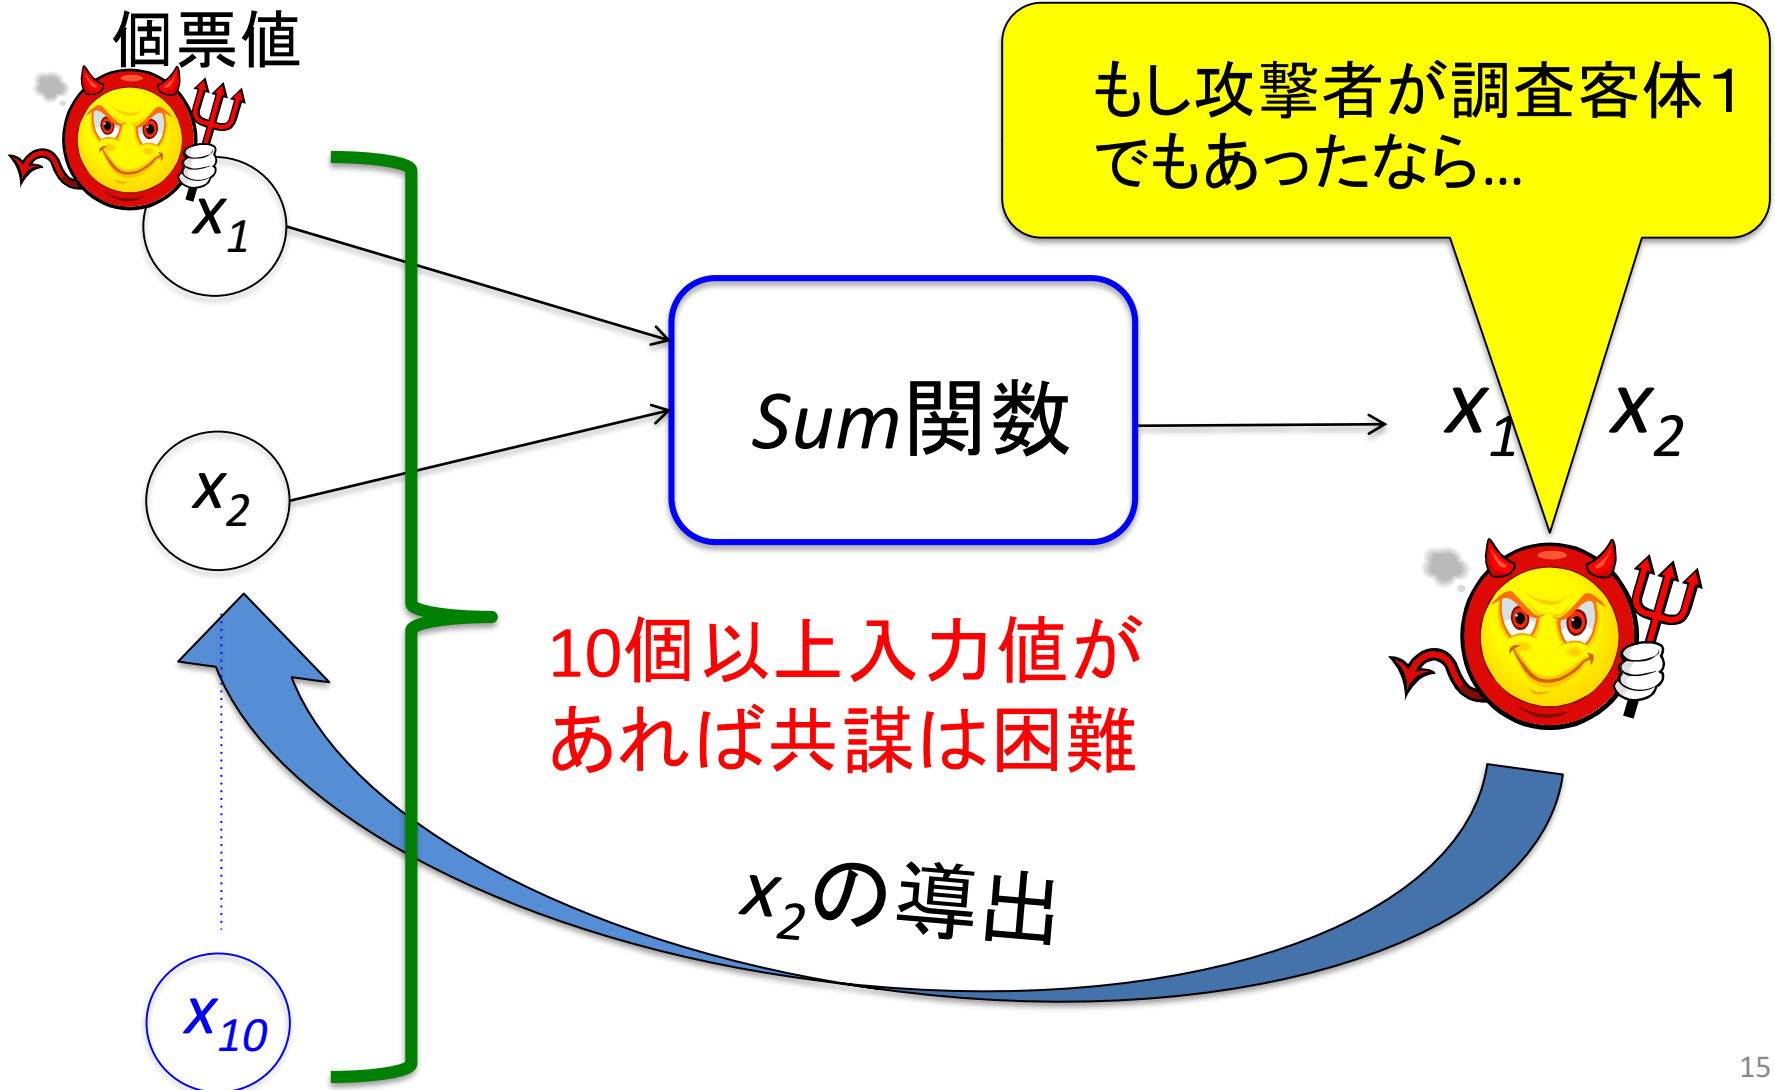 個票値
もし攻撃者が調査客体１
でもあったなら…
x1
x2
Sum関数
x1 x2
10個以上入力値が
あれば共謀は困難
x2の導出
x10
15